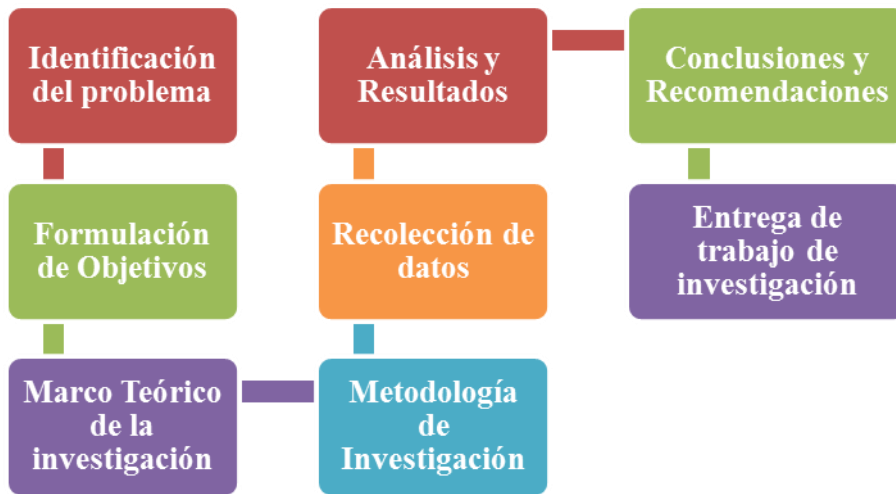 Identificación
del problema
Formulación
de Objetivos
Marco Teórico
de la
investigación
Metodología
de
Investigación
Recolección de
datos
Análisis y
Resultados
Conclusiones y
Recomendaciones
Entrega de
trabajo de
investigación